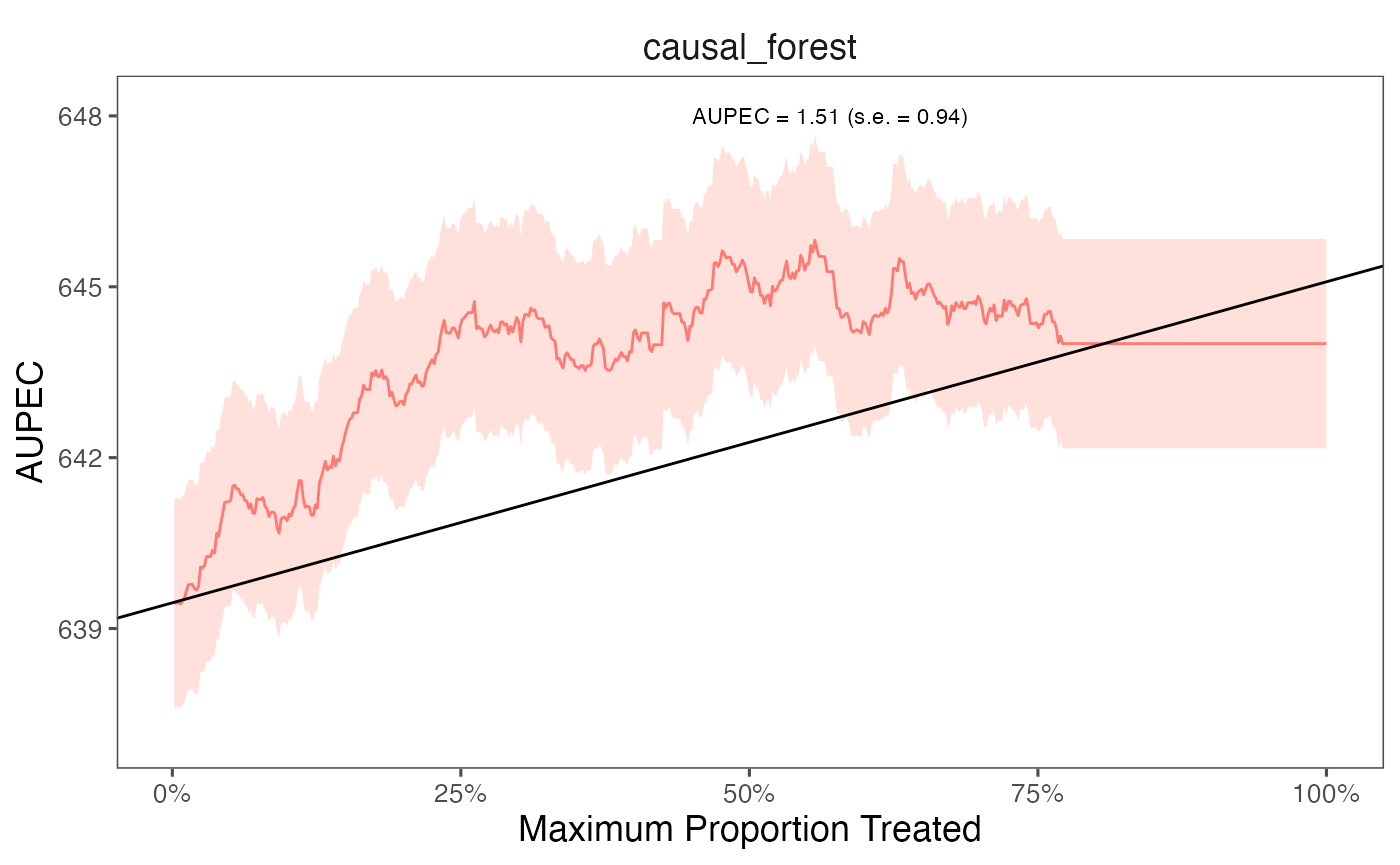 causal_forest
AUPEC = 1.51 (s.e. = 0.94)
648
645
642
639
AUPEC
0% 25% 50% 75% 100%
Maximum Proportion Treated